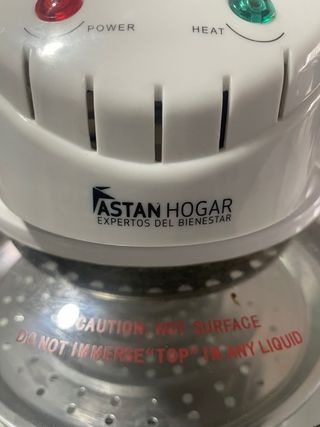 POWER HEAT
ASTAN HOGAR
EXPERTOS DEL BIENESTAR
CAUTION HOT SURFACE
DO NOT IMMERSE "TOP" IN ANY LIQUID